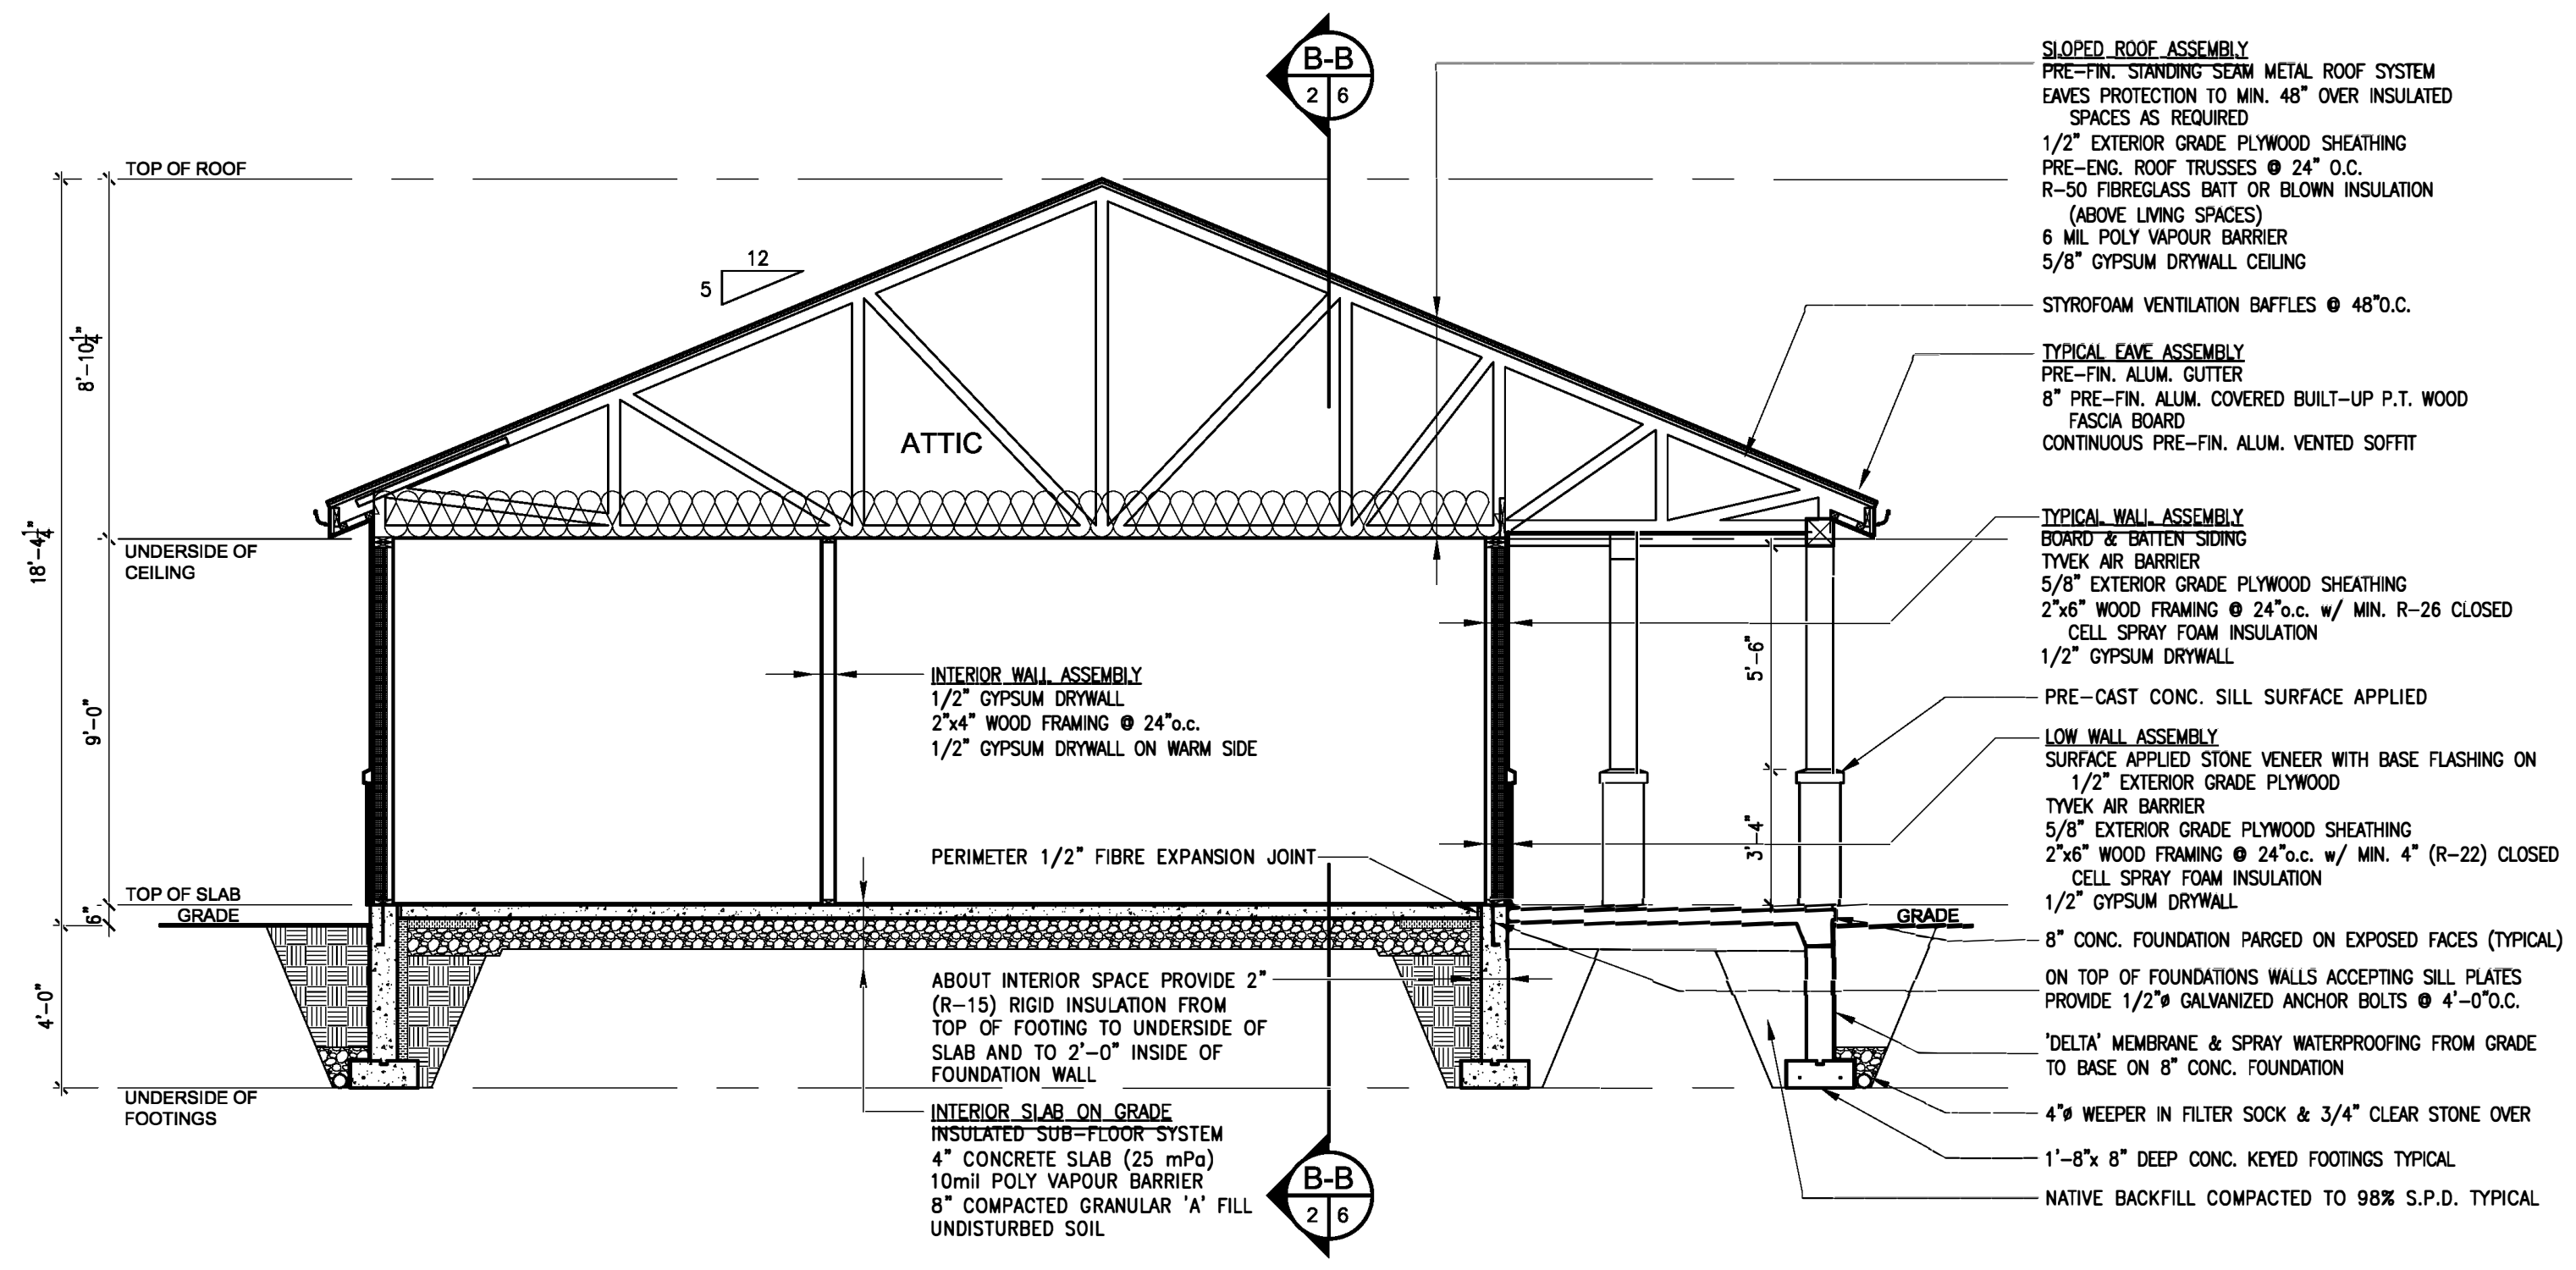 B-B
2 6
SLOPED ROOF ASSEMBLY
PRE-FIN. STANDING SEAM METAL ROOF SYSTEM
EAVES PROTECTION TO MIN. 48" OVER INSULATED
SPACES AS REQUIRED
1/2" EXTERIOR GRADE PLYWOOD SHEATHING
PRE-ENG. ROOF TRUSSES @ 24" O.C.
R-50 FIBREGLASS BATT OR BLOWN INSULATION
(ABOVE LIVING SPACES)
6 MIL POLY VAPOUR BARRIER
5/8" GYPSUM DRYWALL CEILING
STYROFOAM VENTILATION BAFFLES @ 48"O.C.
TYPICAL EAVE ASSEMBLY
PRE-FIN. ALUM. GUTTER
8" PRE-FIN. ALUM. COVERED BUILT-UP P.T. WOOD
FASCIA BOARD
CONTINUOUS PRE-FIN. ALUM. VENTED SOFFIT
TYPICAL WALL ASSEMBLY
BOARD & BATTEN SIDING
TYVEK AIR BARRIER
5/8" EXTERIOR GRADE PLYWOOD SHEATHING
2"x6" WOOD FRAMING @ 24"o.c. w/ MIN. R-26 CLOSED
CELL SPRAY FOAM INSULATION
1/2" GYPSUM DRYWALL
PRE-CAST CONC. SILL SURFACE APPLIED
LOW WALL ASSEMBLY
SURFACE APPLIED STONE VENEER WITH BASE FLASHING ON
1/2" EXTERIOR GRADE PLYWOOD
TYVEK AIR BARRIER
5/8" EXTERIOR GRADE PLYWOOD SHEATHING
2"x6" WOOD FRAMING @ 24"o.c. w/ MIN. 4" (R-22) CLOSED
CELL SPRAY FOAM INSULATION
1/2" GYPSUM DRYWALL
8" CONC. FOUNDATION PARGED ON EXPOSED FACES (TYPICAL)
ON TOP OF FOUNDATIONS WALLS ACCEPTING SILL PLATES
PROVIDE 1/2"ø GALVANIZED ANCHOR BOLTS @ 4'-0"O.C.
'DELTA' MEMBRANE & SPRAY WATERPROOFING FROM GRADE
TO BASE ON 8" CONC. FOUNDATION
4"ø WEEPER IN FILTER SOCK & 3/4" CLEAR STONE OVER
1'-8"x 8" DEEP CONC. KEYED FOOTINGS TYPICAL
NATIVE BACKFILL COMPACTED TO 98% S.P.D. TYPICAL
TOP OF ROOF
12
5
8'-10 1/4"
ATTIC
18'-4 1/4"
UNDERSIDE OF
CEILING
9'-0"
5'-6"
3'-4"
INTERIOR WALL ASSEMBLY
1/2" GYPSUM DRYWALL
2"x4" WOOD FRAMING @ 24"o.c.
1/2" GYPSUM DRYWALL ON WARM SIDE
PERIMETER 1/2" FIBRE EXPANSION JOINT
TOP OF SLAB
6"
GRADE
GRADE
4'-0"
ABOUT INTERIOR SPACE PROVIDE 2"
(R-15) RIGID INSULATION FROM
TOP OF FOOTING TO UNDERSIDE OF
SLAB AND TO 2'-0" INSIDE OF
FOUNDATION WALL
UNDERSIDE OF
FOOTINGS
INTERIOR SLAB ON GRADE
INSULATED SUB-FLOOR SYSTEM
4" CONCRETE SLAB (25 mPa)
10mil POLY VAPOUR BARRIER
8" COMPACTED GRANULAR 'A' FILL
UNDISTURBED SOIL
B-B
2 6